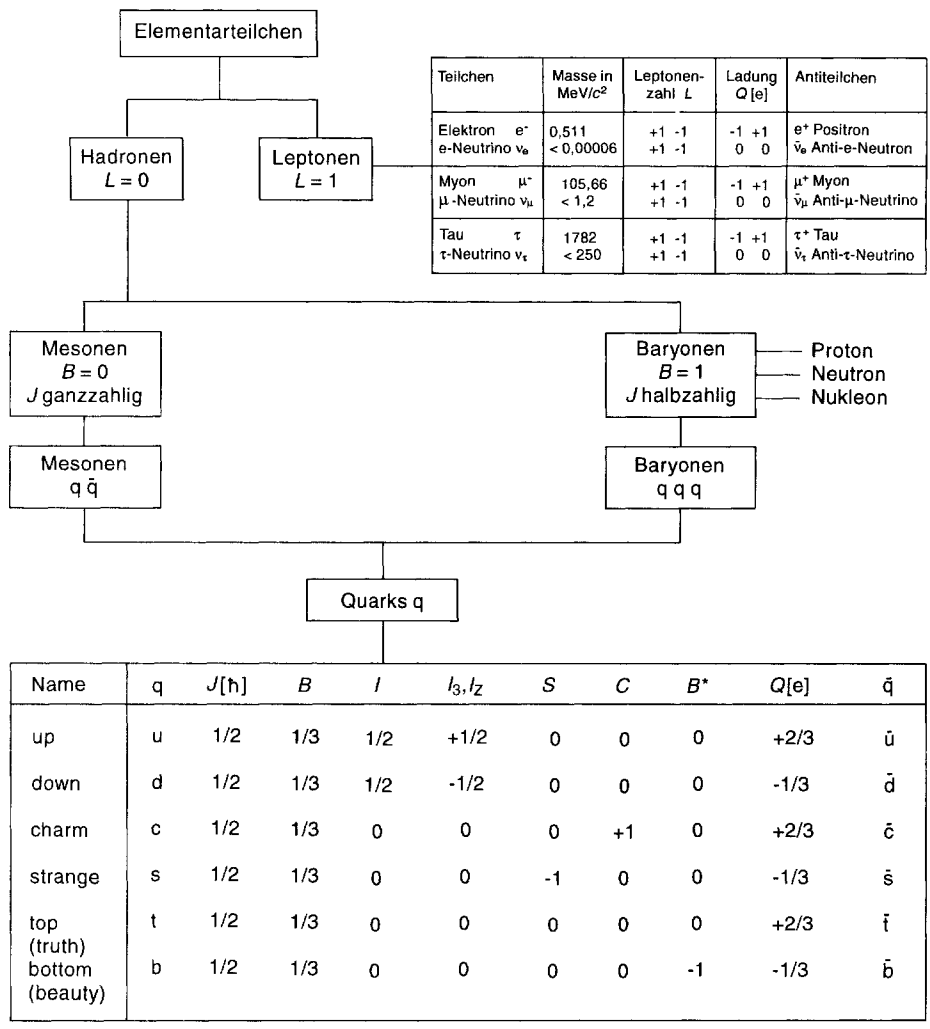 Elementarteilchen
Teilchen Masse in MeV/c² Leptonen-zahl L Ladung Q [e] Antiteilchen
Elektron e⁻ 0,511 +1 -1 -1 +1 e⁺ Positron
e-Neutrino νₑ < 0,00006 +1 -1 0 0 ν̄ₑ Anti-e-Neutron
Myon μ⁻ 105,66 +1 -1 -1 +1 μ⁺ Myon
μ-Neutrino ν_μ < 1,2 +1 -1 0 0 ν̄_μ Anti-μ-Neutrino
Tau τ 1782 +1 -1 -1 +1 τ⁺ Tau
τ-Neutrino ν_τ < 250 +1 -1 0 0 ν̄_τ Anti-τ-Neutrino
Hadronen
L = 0
Leptonen
L = 1
Mesonen
B = 0
J ganzzahlig
Baryonen
B = 1
J halbzahlig
Proton
Neutron
Nukleon
Mesonen
q q̄
Baryonen
q q q
Quarks q
Name q J[ħ] B I I₃,I_Z S C B* Q[e] q̄
up u 1/2 1/3 1/2 +1/2 0 0 0 +2/3 ū
down d 1/2 1/3 1/2 -1/2 0 0 0 -1/3 d̄
charm c 1/2 1/3 0 0 0 +1 0 +2/3 c̄
strange s 1/2 1/3 0 0 -1 0 0 -1/3 s̄
top t 1/2 1/3 0 0 0 0 0 +2/3 t̄
(truth)
bottom b 1/2 1/3 0 0 0 0 -1 -1/3 b̄
(beauty)